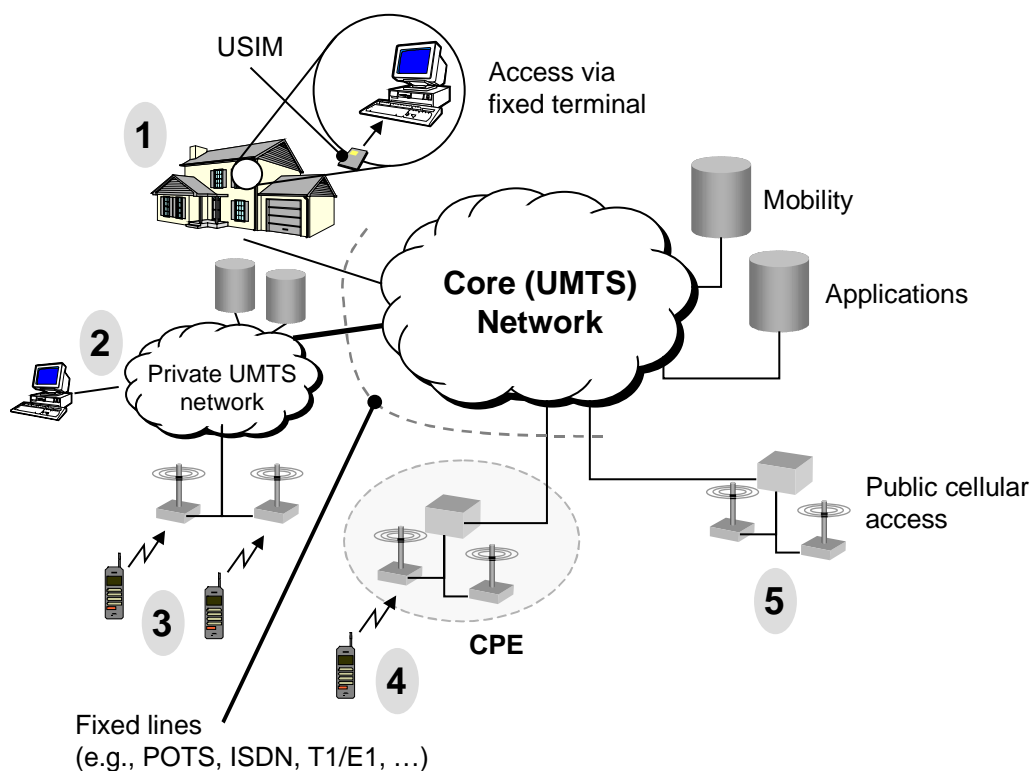 USIM
Access via
fixed terminal
1
Mobility
Core (UMTS)
Network
Applications
2
Private UMTS
network
Public cellular
access
3
4
5
CPE
Fixed lines
(e.g., POTS, ISDN, T1/E1, …)